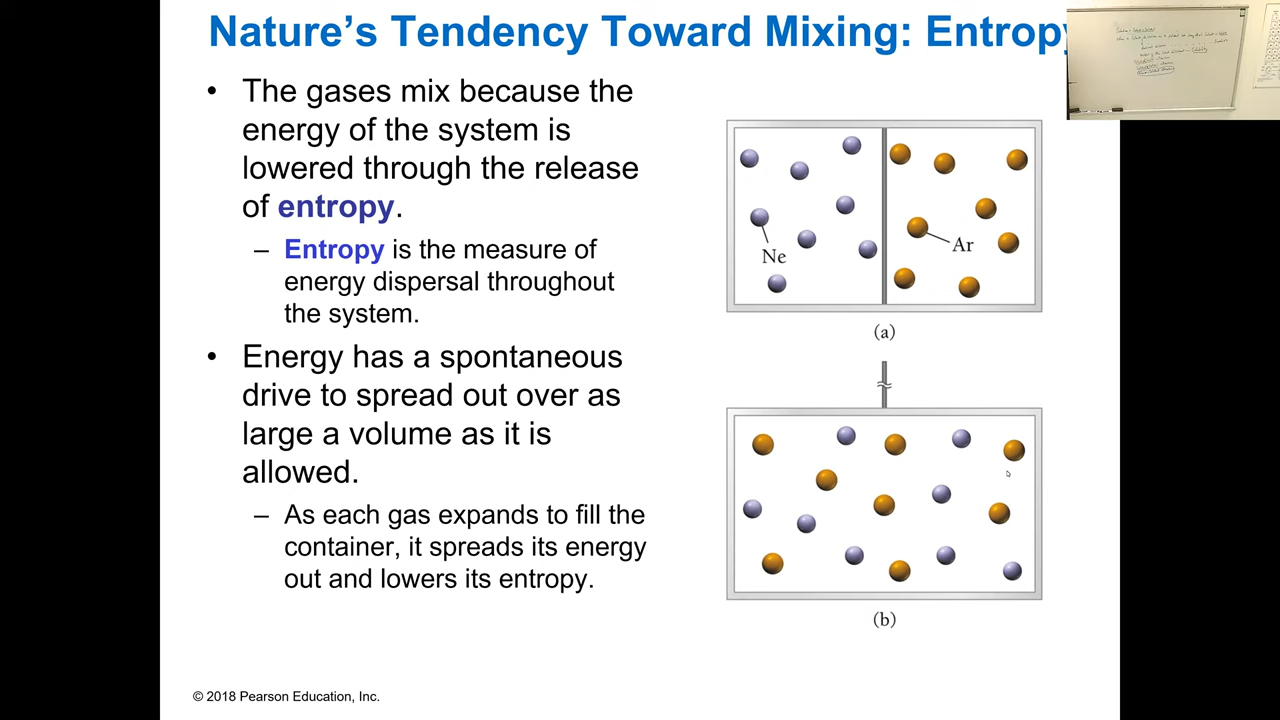 Nature's Tendency Toward Mixing: Entropy
• The gases mix because the
energy of the system is
lowered through the release
of entropy.
– Entropy is the measure of
energy dispersal throughout
the system.
• Energy has a spontaneous
drive to spread out over as
large a volume as it is
allowed.
– As each gas expands to fill the
container, it spreads its energy
out and lowers its entropy.
Ne
Ar
(a)
(b)
© 2018 Pearson Education, Inc.